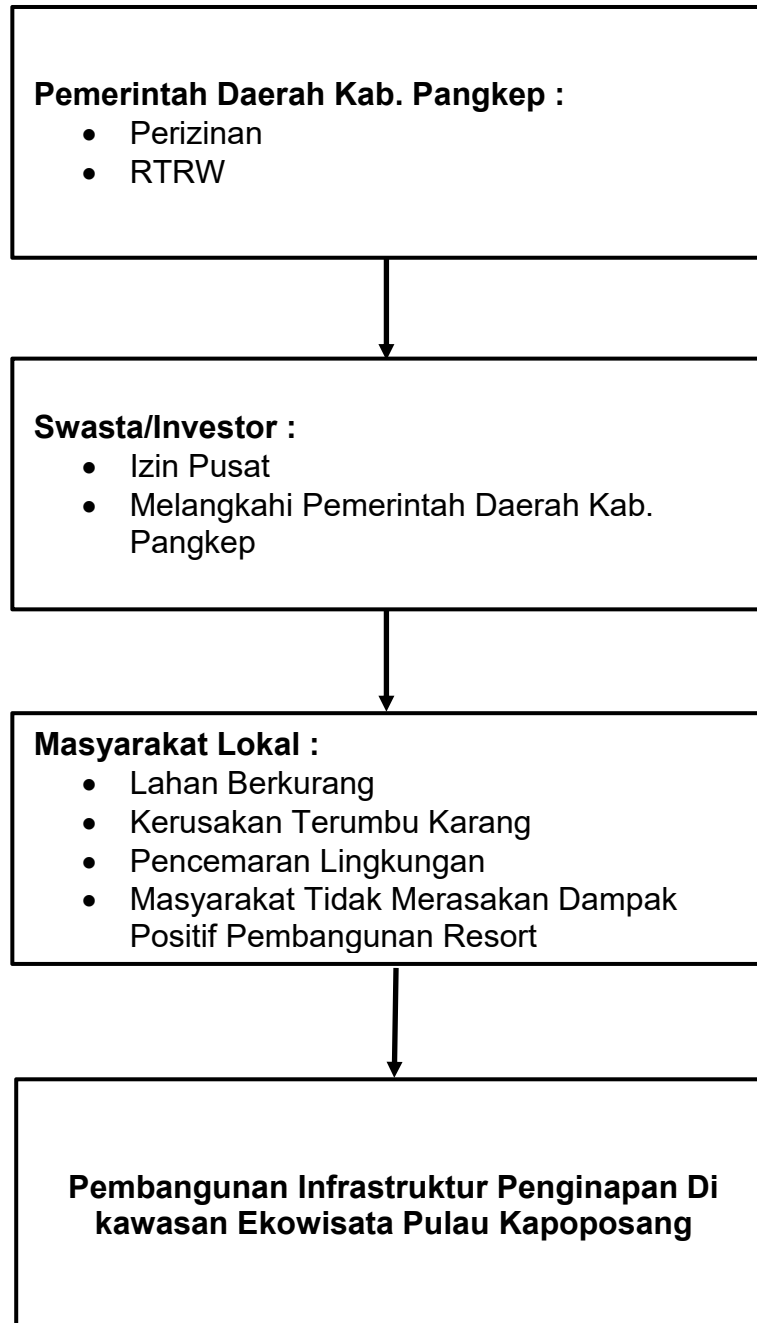 Pemerintah Daerah Kab. Pangkep :
• Perizinan
• RTRW
Swasta/Investor :
• Izin Pusat
• Melangkahi Pemerintah Daerah Kab.
Pangkep
Masyarakat Lokal :
• Lahan Berkurang
• Kerusakan Terumbu Karang
• Pencemaran Lingkungan
• Masyarakat Tidak Merasakan Dampak
Positif Pembangunan Resort
Pembangunan Infrastruktur Penginapan Di
kawasan Ekowisata Pulau Kapoposang